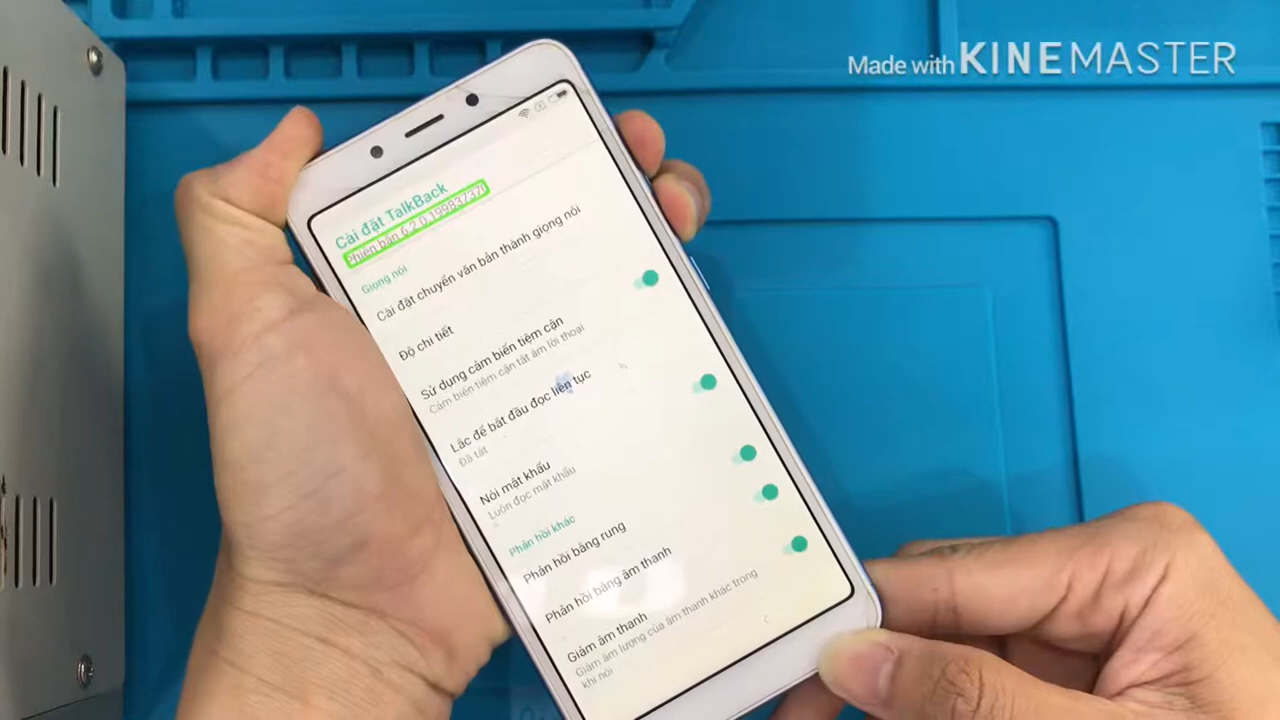 Made with KINEMASTER
Cài đặt TalkBack
Phiên bản 6.2.0.199837370
Giọng nói
Cài đặt chuyển văn bản thành giọng nói
Độ chi tiết
Sử dụng cảm biến tiệm cận
Cảm biến tiệm cận tắt âm lời thoại
Lắc để bắt đầu đọc liên tục
Đã tắt
Nói mật khẩu
Luôn đọc mật khẩu
Phản hồi khác
Phản hồi bằng rung
Phản hồi bằng âm thanh
Giảm âm thanh
Giảm âm lượng của âm thanh khác trong
khi nói